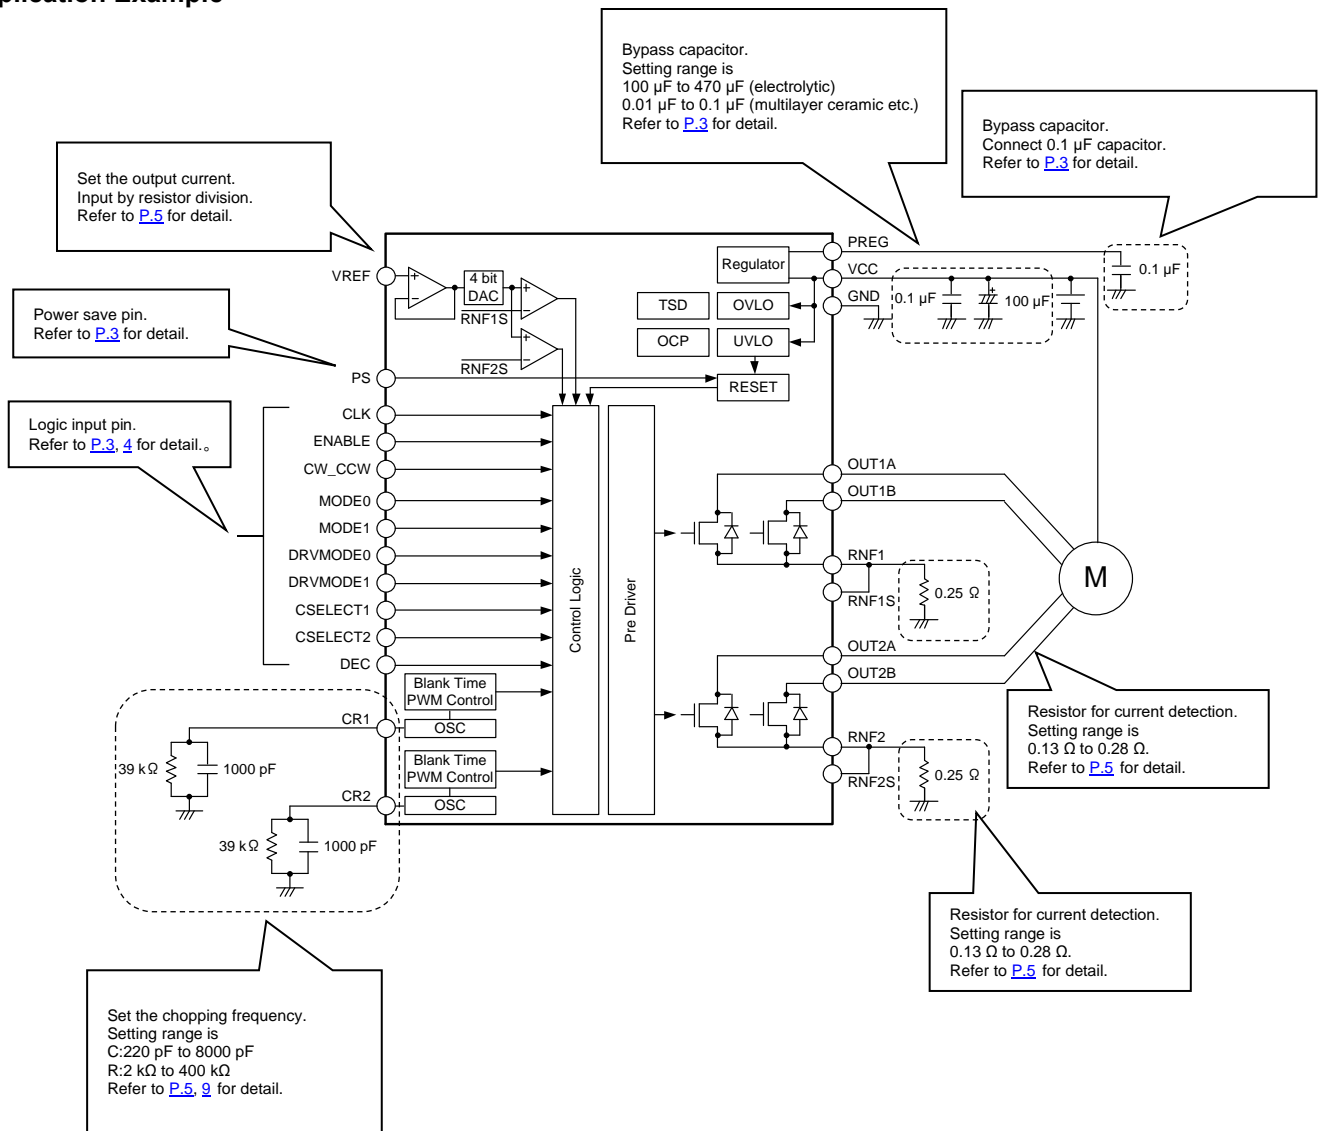 plication Example
Bypass capacitor.
Setting range is
100 µF to 470 µF (electrolytic)
0.01 µF to 0.1 µF (multilayer ceramic etc.)
Refer to P.3 for detail.
Bypass capacitor.
Connect 0.1 µF capacitor.
Refer to P.3 for detail.
Set the output current.
Input by resistor division.
Refer to P.5 for detail.
Power save pin.
Refer to P.3 for detail.
Logic input pin.
Refer to P.3, 4 for detail.。
VREF
PS
CLK
ENABLE
CW_CCW
MODE0
MODE1
DRVMODE0
DRVMODE1
CSELECT1
CSELECT2
DEC
CR1
CR2
4 bit
DAC
RNF1S
RNF2S
Regulator
TSD
OVLO
OCP
UVLO
RESET
Control Logic
Pre Driver
Blank Time
PWM Control
OSC
Blank Time
PWM Control
OSC
PREG
VCC
GND
0.1 µF
100 µF
0.1 µF
OUT1A
OUT1B
RNF1
RNF1S
0.25 Ω
M
OUT2A
OUT2B
RNF2
RNF2S
0.25 Ω
39 kΩ
1000 pF
39 kΩ
1000 pF
Resistor for current detection.
Setting range is
0.13 Ω to 0.28 Ω.
Refer to P.5 for detail.
Resistor for current detection.
Setting range is
0.13 Ω to 0.28 Ω.
Refer to P.5 for detail.
Set the chopping frequency.
Setting range is
C:220 pF to 8000 pF
R:2 kΩ to 400 kΩ
Refer to P.5, 9 for detail.